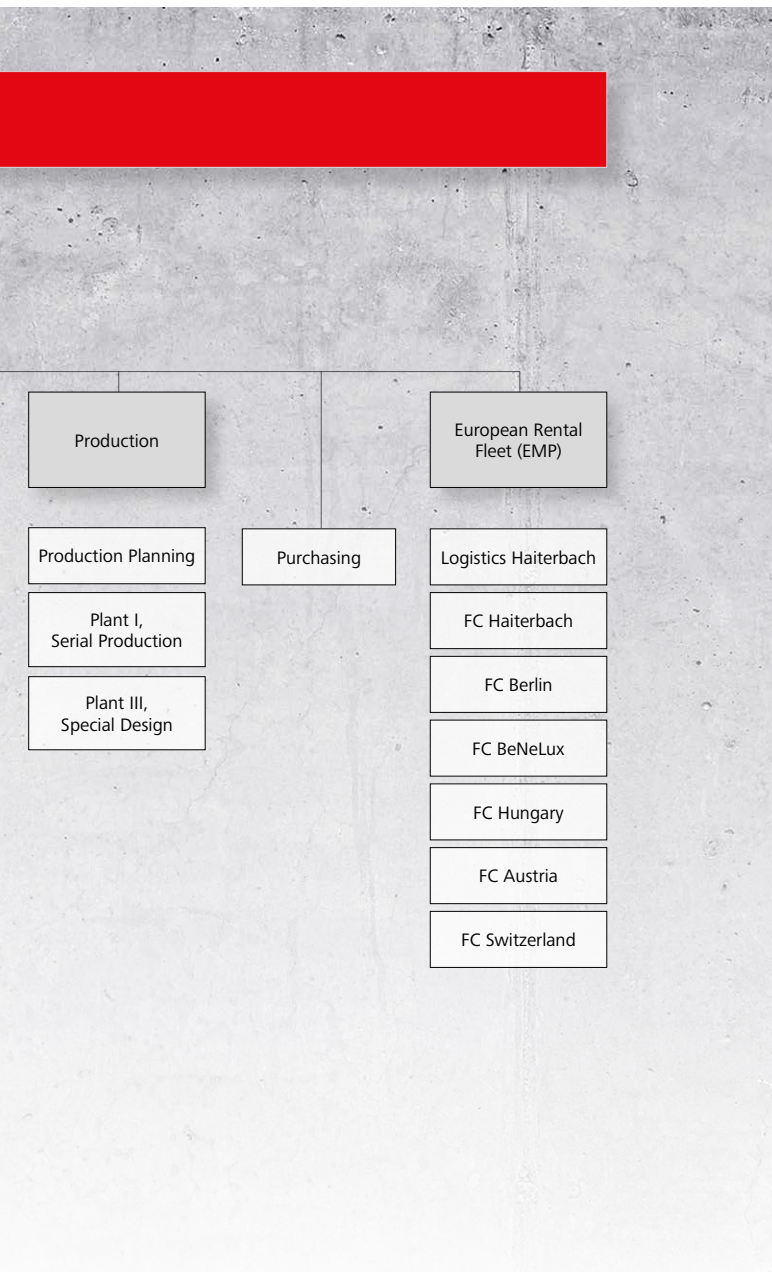 Production
European Rental
Fleet (EMP)
Production Planning
Plant I,
Serial Production
Plant III,
Special Design
Purchasing
Logistics Haiterbach
FC Haiterbach
FC Berlin
FC BeNeLux
FC Hungary
FC Austria
FC Switzerland